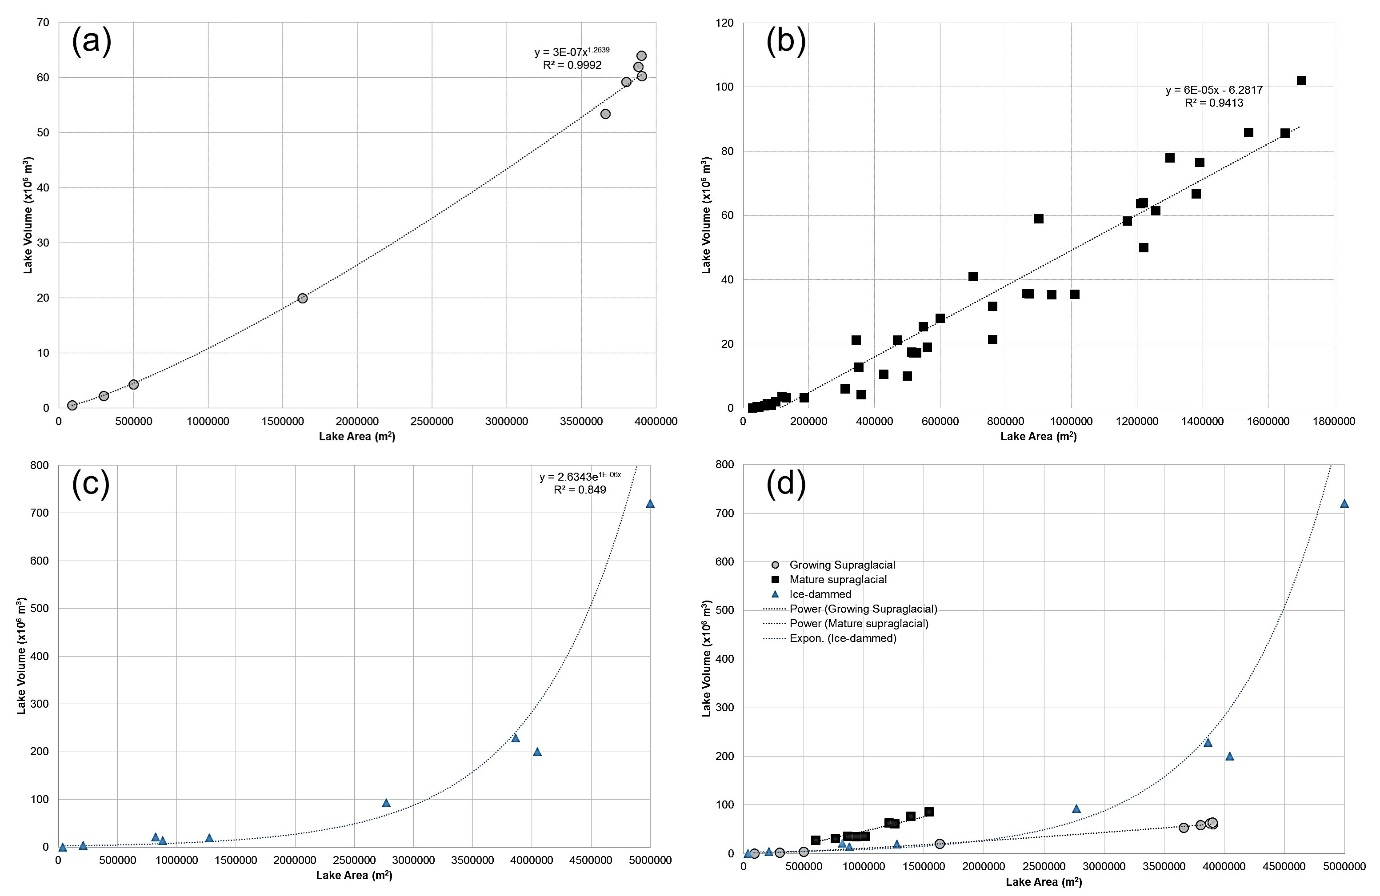 (a)
y = 3E-07x^1.2639
R² = 0.9992
70
60
50
40
30
20
10
0
Lake Volume (x10⁶ m³)
0 500000 1000000 1500000 2000000 2500000 3000000 3500000 4000000
Lake Area (m²)
(b)
y = 6E-05x - 6.2817
R² = 0.9413
120
100
80
60
40
20
0
Lake Volume (x10⁶ m³)
0 200000 400000 600000 800000 1000000 1200000 1400000 1600000 1800000
Lake Area (m²)
(c)
y = 2.6343e^1E-06x
R² = 0.849
800
700
600
500
400
300
200
100
0
Lake Volume (x10⁶ m³)
0 500000 1000000 1500000 2000000 2500000 3000000 3500000 4000000 4500000 5000000
Lake Area (m²)
(d)
800
700
600
500
400
300
200
100
0
Lake Volume (x10⁶ m³)
Growing Supraglacial
Mature supraglacial
Ice-dammed
Power (Growing Supraglacial)
Power (Mature supraglacial)
Expon. (Ice-dammed)
0 500000 1000000 1500000 2000000 2500000 3000000 3500000 4000000 4500000 5000000
Lake Area (m²)